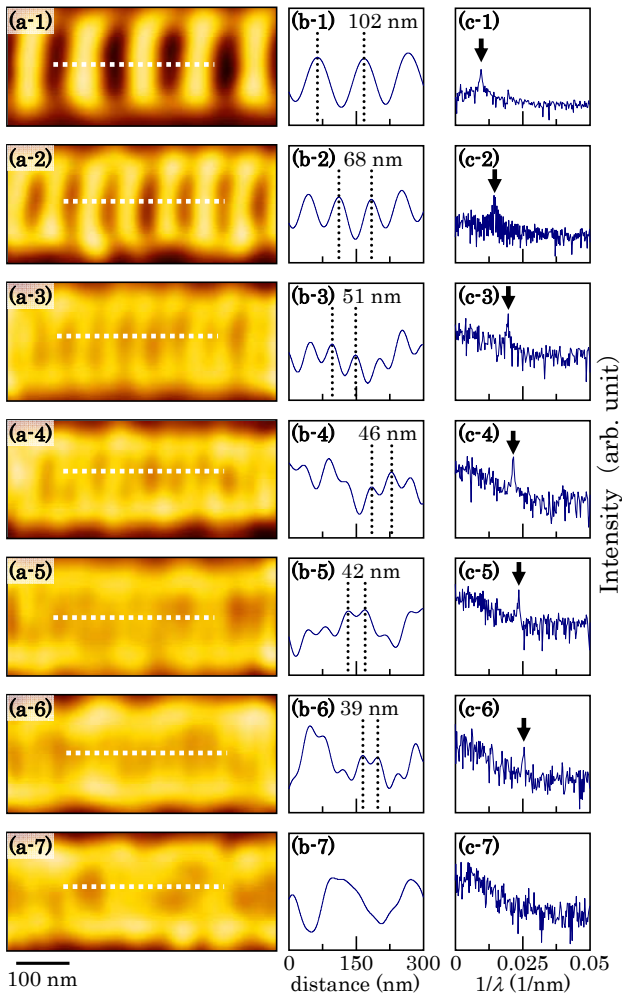 (a-1) (b-1) 102 nm (c-1)
(a-2) (b-2) 68 nm (c-2)
(a-3) (b-3) 51 nm (c-3)
(a-4) (b-4) 46 nm (c-4)
(a-5) (b-5) 42 nm (c-5)
(a-6) (b-6) 39 nm (c-6)
(a-7) (b-7) (c-7)
Intensity (arb. unit)
0 150 300 0 0.025 0.05
100 nm distance (nm) 1/λ (1/nm)